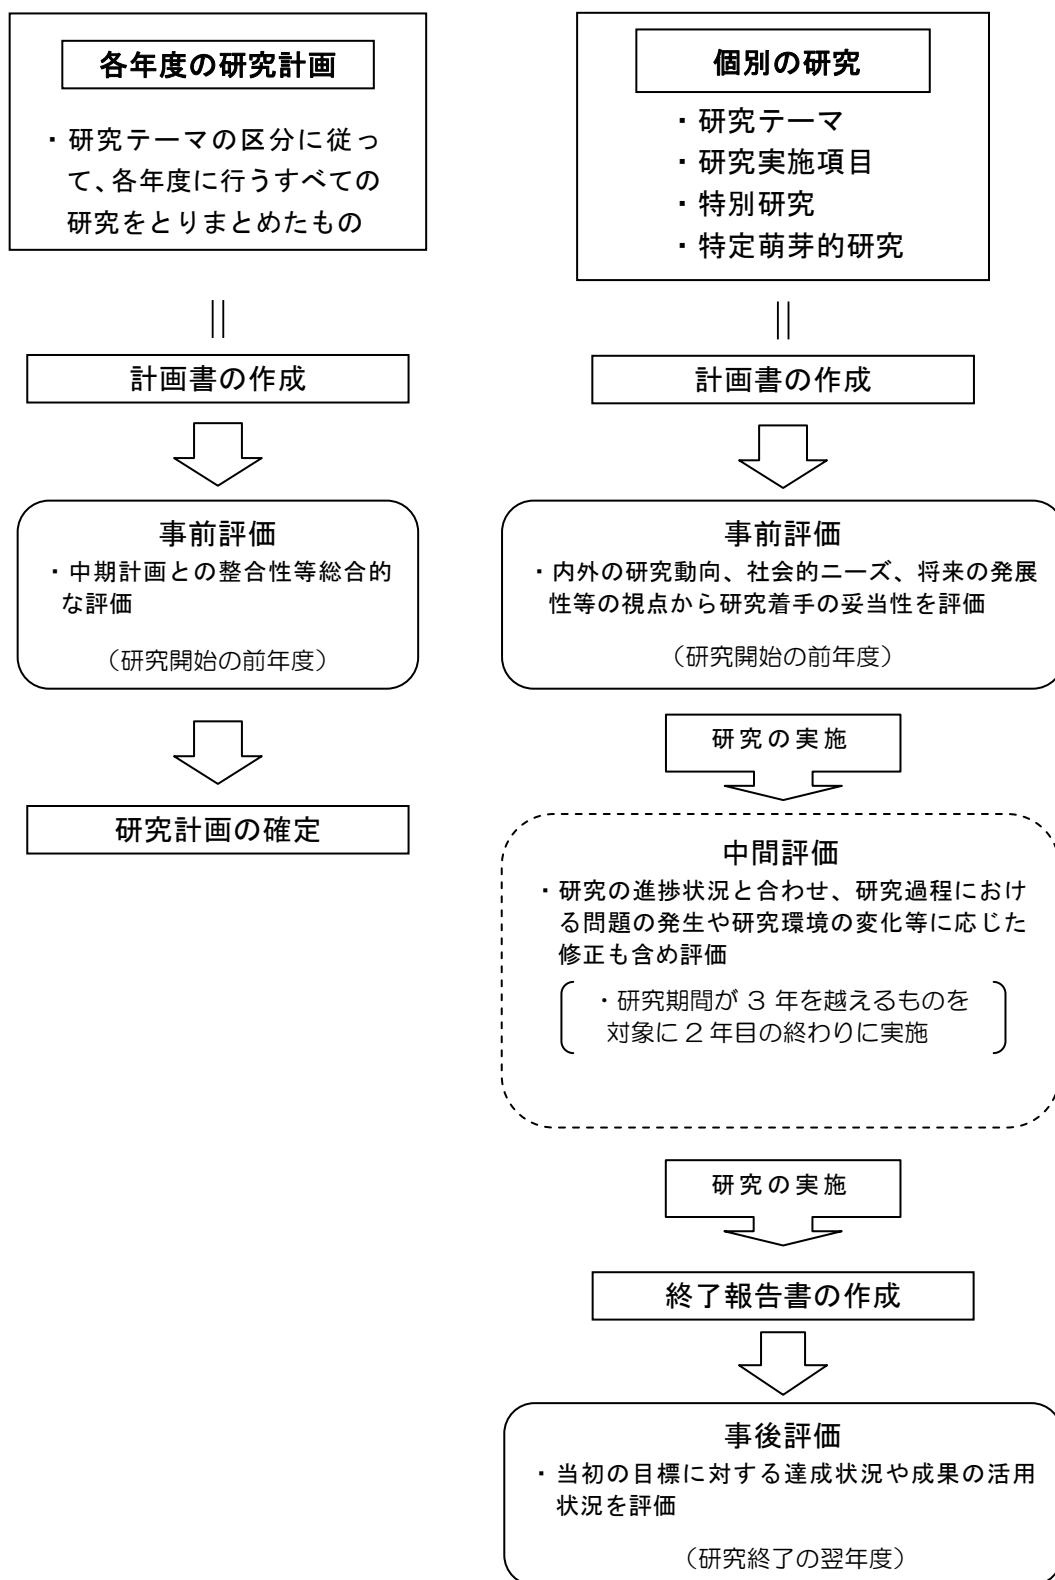 各年度の研究計画
・研究テーマの区分に従っ
て、各年度に行うすべての
研究をとりまとめたもの
計画書の作成
事前評価
・中期計画との整合性等総合的
な評価
（研究開始の前年度）
研究計画の確定
個別の研究
・研究テーマ
・研究実施項目
・特別研究
・特定萌芽的研究
計画書の作成
事前評価
・内外の研究動向、社会的ニーズ、将来の発展
性等の視点から研究着手の妥当性を評価
（研究開始の前年度）
研究の実施
中間評価
・研究の進捗状況と合わせ、研究過程におけ
る問題の発生や研究環境の変化等に応じた
修正も含め評価
・研究期間が 3 年を越えるものを
対象に 2 年目の終わりに実施
研究の実施
終了報告書の作成
事後評価
・当初の目標に対する達成状況や成果の活用
状況を評価
（研究終了の翌年度）